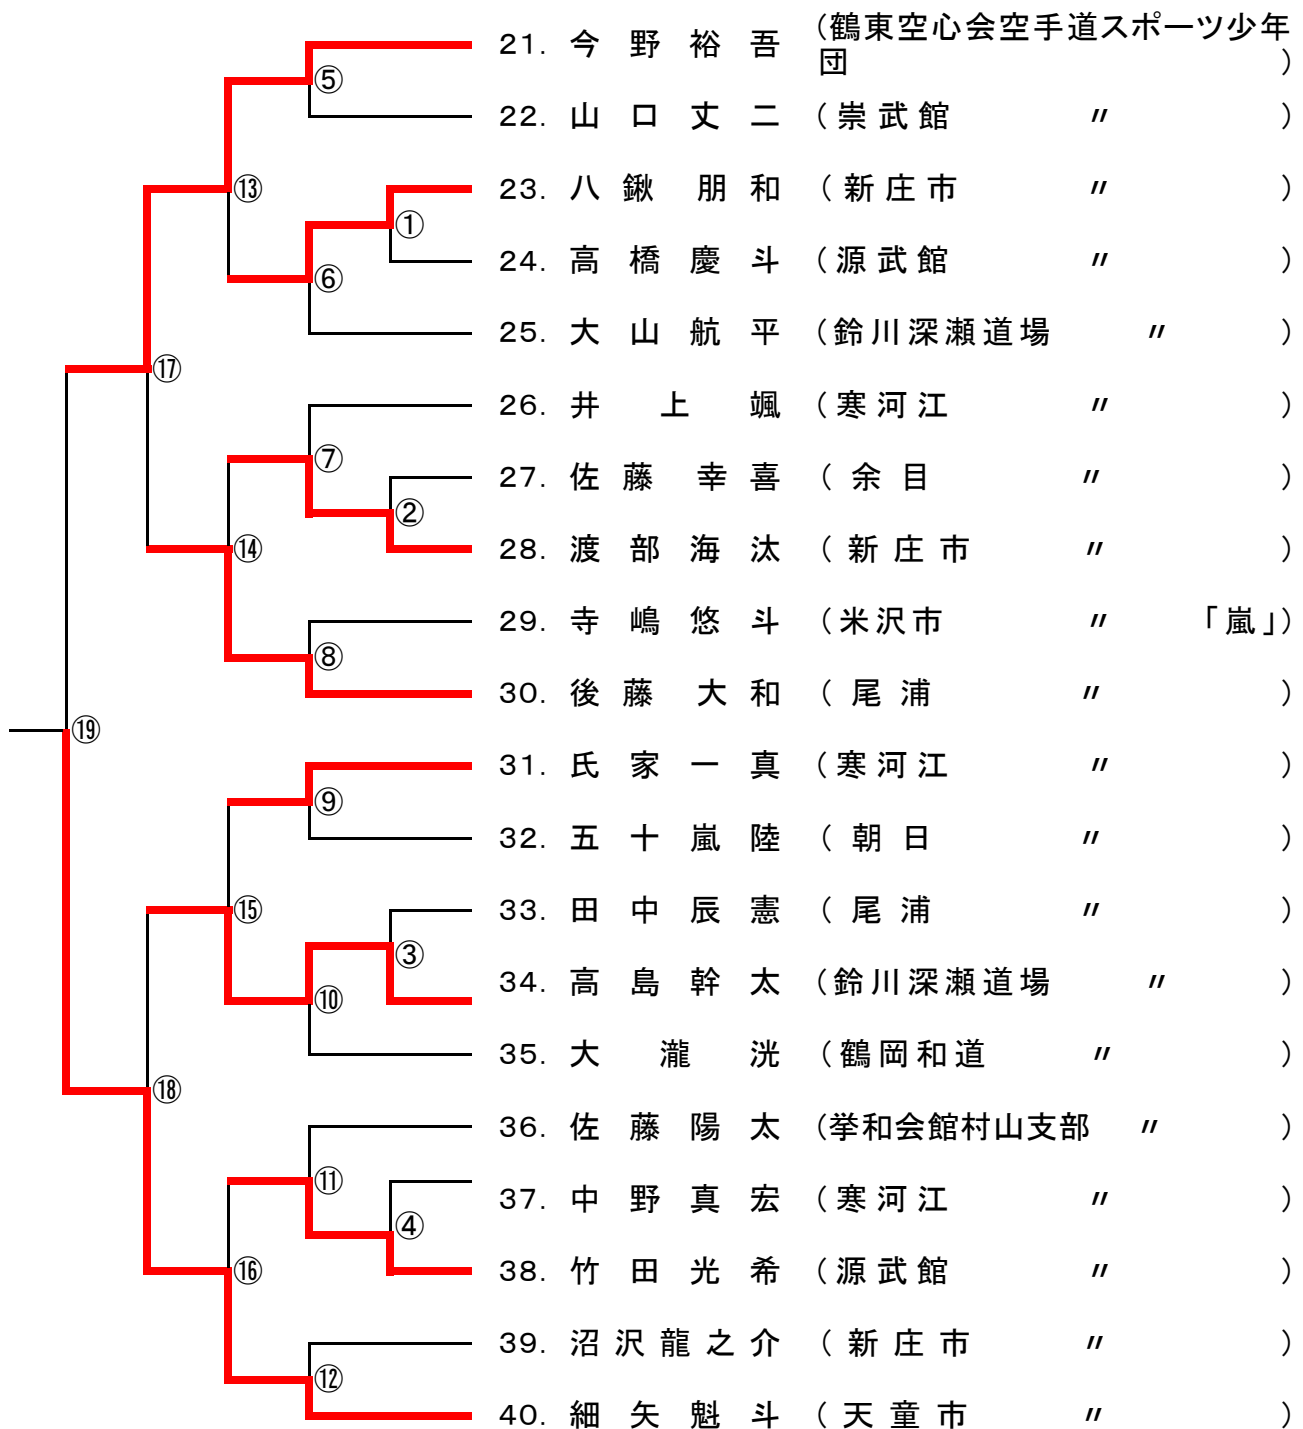 21. 今野裕吾 (鶴東空心会空手道スポーツ少年団)
⑤
22. 山口丈二 (崇武館 〃 )
⑬
23. 八鍬朋和 (新庄市 〃 )
①
24. 高橋慶斗 (源武館 〃 )
⑥
25. 大山航平 (鈴川深瀬道場 〃 )
⑰
26. 井上颯 (寒河江 〃 )
⑦
27. 佐藤幸喜 (余目 〃 )
②
28. 渡部海汰 (新庄市 〃 )
⑭
29. 寺嶋悠斗 (米沢市 〃 「嵐」)
⑧
30. 後藤大和 (尾浦 〃 )
⑲
31. 氏家一真 (寒河江 〃 )
⑨
32. 五十嵐陸 (朝日 〃 )
⑮
33. 田中辰憲 (尾浦 〃 )
③
34. 高島幹太 (鈴川深瀬道場 〃 )
⑩
35. 大瀧洸 (鶴岡和道 〃 )
⑱
36. 佐藤陽太 (挙和会館村山支部 〃 )
⑪
37. 中野真宏 (寒河江 〃 )
④
38. 竹田光希 (源武館 〃 )
⑯
39. 沼沢龍之介 (新庄市 〃 )
⑫
40. 細矢魁斗 (天童市 〃 )